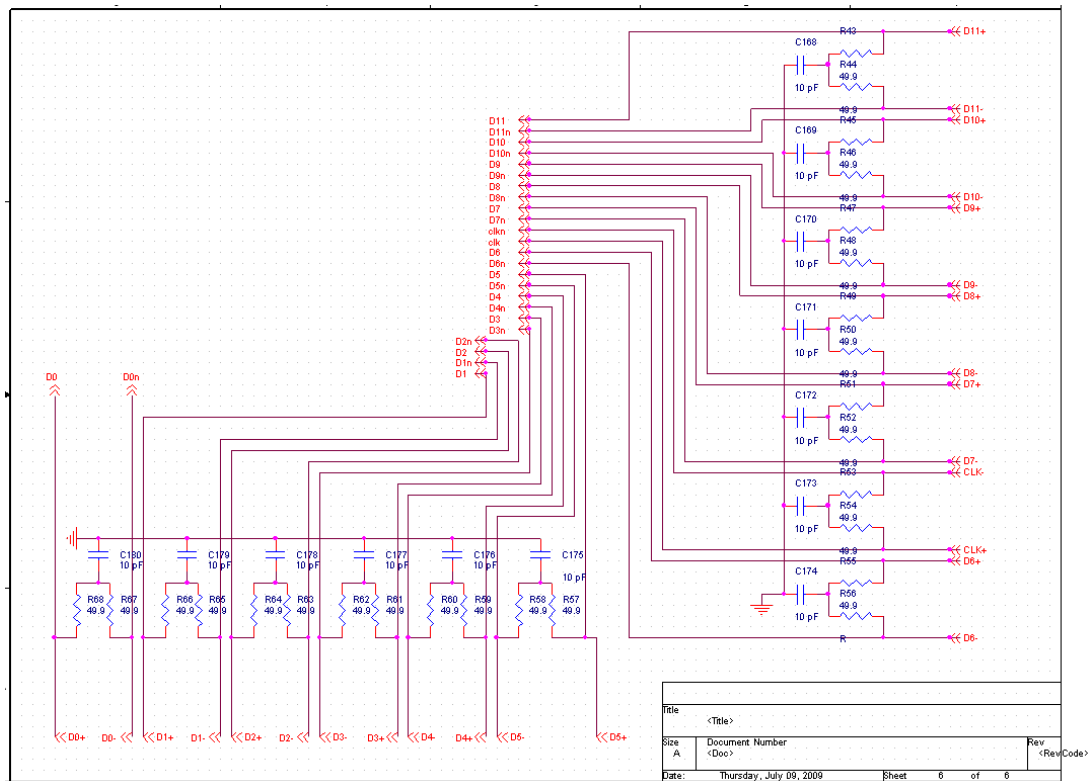 R43
D11+
C168
R44
49.9
10 pF
49.9
D11-
R45
D10+
D11
D11n
D10
D10n
D9
D9n
D8
D8n
D7
D7n
clkn
clk
D6
D6n
D5
D5n
D4
D4n
D3
D3n
D2n
D2
D1n
D1
C169
R46
49.9
10 pF
49.9
D10-
R47
D9+
C170
R48
49.9
10 pF
49.9
D9-
R49
D8+
C171
R50
49.9
10 pF
49.9
D8-
R51
D7+
C172
R52
49.9
10 pF
49.9
D7-
R53
CLK-
C173
R54
49.9
10 pF
49.9
CLK+
R55
D6+
C174
R56
49.9
10 pF
R
D6-
D0 D0n
C180 C179 C178 C177 C176 C175
10 pF 10 pF 10 pF 10 pF 10 pF 10 pF
R68 R67 R66 R65 R64 R63 R62 R61 R60 R59 R58 R57
49.9 49.9 49.9 49.9 49.9 49.9 49.9 49.9 49.9 49.9 49.9 49.9
D0+ D0- D1+ D1- D2+ D2- D3- D3+ D4- D4+ D5- D5+
Title
<Title>
Size Document Number Rev
A <Doc> <RevCode>
Date: Thursday, July 09, 2009 Sheet 6 of 6